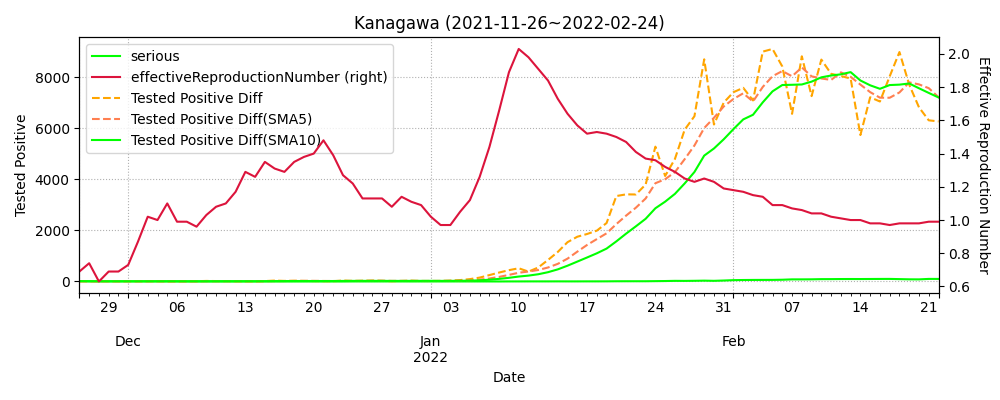 Kanagawa (2021-11-26~2022-02-24)
serious
effectiveReproductionNumber (right)
Tested Positive Diff
Tested Positive Diff(SMA5)
Tested Positive Diff(SMA10)
Tested Positive
8000
6000
4000
2000
0
Effective Reproduction Number
2.0
1.8
1.6
1.4
1.2
1.0
0.8
0.6
29 06 13 20 27 03 10 17 24 31 07 14 21
Dec Jan Feb
2022
Date